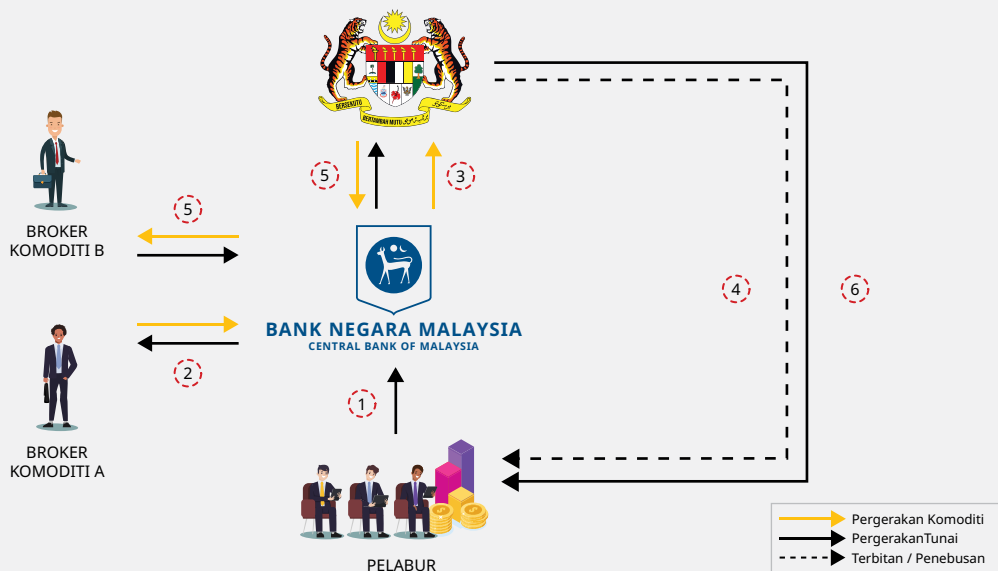 BERSEKUTU
BERTAMBAH MUTU
5
3
5
BROKER
KOMODITI B
4
6
BANK NEGARA MALAYSIA
CENTRAL BANK OF MALAYSIA
2
1
BROKER
KOMODITI A
PELABUR
Pergerakan Komoditi
PergerakanTunai
Terbitan / Penebusan